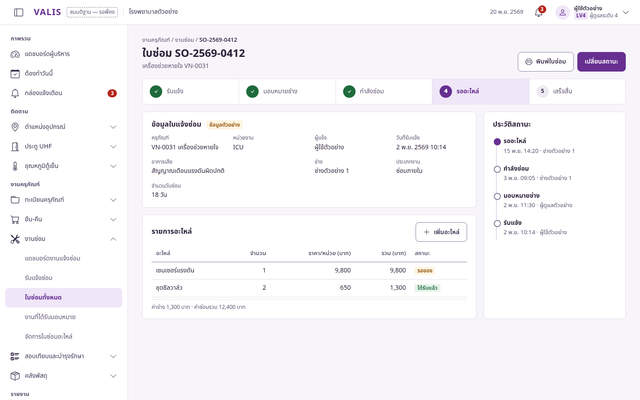 VALIS
สมมติฐาน — รอพี่คง
โรงพยาบาลตัวอย่าง
20 พ.ย. 2569
3
ผู้ใช้ตัวอย่าง
LV4 ผู้ดูแลระดับ 4
ภาพรวม
แดชบอร์ดผู้บริหาร
ต้องทำวันนี้
กล่องแจ้งเตือน 3
ติดตาม
ตำแหน่งอุปกรณ์
ประตู UHF
อุณหภูมิตู้เย็น
งานครุภัณฑ์
ทะเบียนครุภัณฑ์
ยืม-คืน
งานซ่อม
แดชบอร์ดงานแจ้งซ่อม
รับแจ้งซ่อม
ใบซ่อมทั้งหมด
งานที่ได้รับมอบหมาย
จัดการใบซ่อมอะไหล่
สอบเทียบและบำรุงรักษา
คลังพัสดุ
รายงาน
งานครุภัณฑ์ / งานซ่อม / SO-2569-0412
ใบซ่อม SO-2569-0412
เครื่องช่วยหายใจ VN-0031
พิมพ์ใบซ่อม
เปลี่ยนสถานะ
รับแจ้ง
มอบหมายช่าง
กำลังซ่อม
4 รออะไหล่
5 เสร็จสิ้น
ข้อมูลใบแจ้งซ่อม ข้อมูลตัวอย่าง
ครุภัณฑ์ หน่วยงาน ผู้แจ้ง วันที่รับแจ้ง
VN-0031 เครื่องช่วยหายใจ ICU ผู้ใช้ตัวอย่าง 2 พ.ย. 2569 10:14
อาการเสีย ช่าง ประเภทงาน
สัญญาณเตือนแรงดันผิดปกติ ช่างตัวอย่าง 1 ซ่อมภายใน
จำนวนวันซ่อม
18 วัน
รายการอะไหล่
เพิ่มอะไหล่
อะไหล่ จำนวน ราคา/หน่วย (บาท) รวม (บาท) สถานะ
เซนเซอร์แรงดัน 1 9,800 9,800 รอของ
ชุดซีลวาล์ว 2 650 1,300 ได้รับแล้ว
ค่าช่าง 1,300 บาท · ค่าซ่อมรวม 12,400 บาท
ประวัติสถานะ
รออะไหล่
15 พ.ย. 14:20 · ช่างตัวอย่าง 1
กำลังซ่อม
3 พ.ย. 09:05 · ช่างตัวอย่าง 1
มอบหมายช่าง
2 พ.ย. 11:30 · ผู้ดูแลตัวอย่าง
รับแจ้ง
2 พ.ย. 10:14 · ผู้ใช้ตัวอย่าง